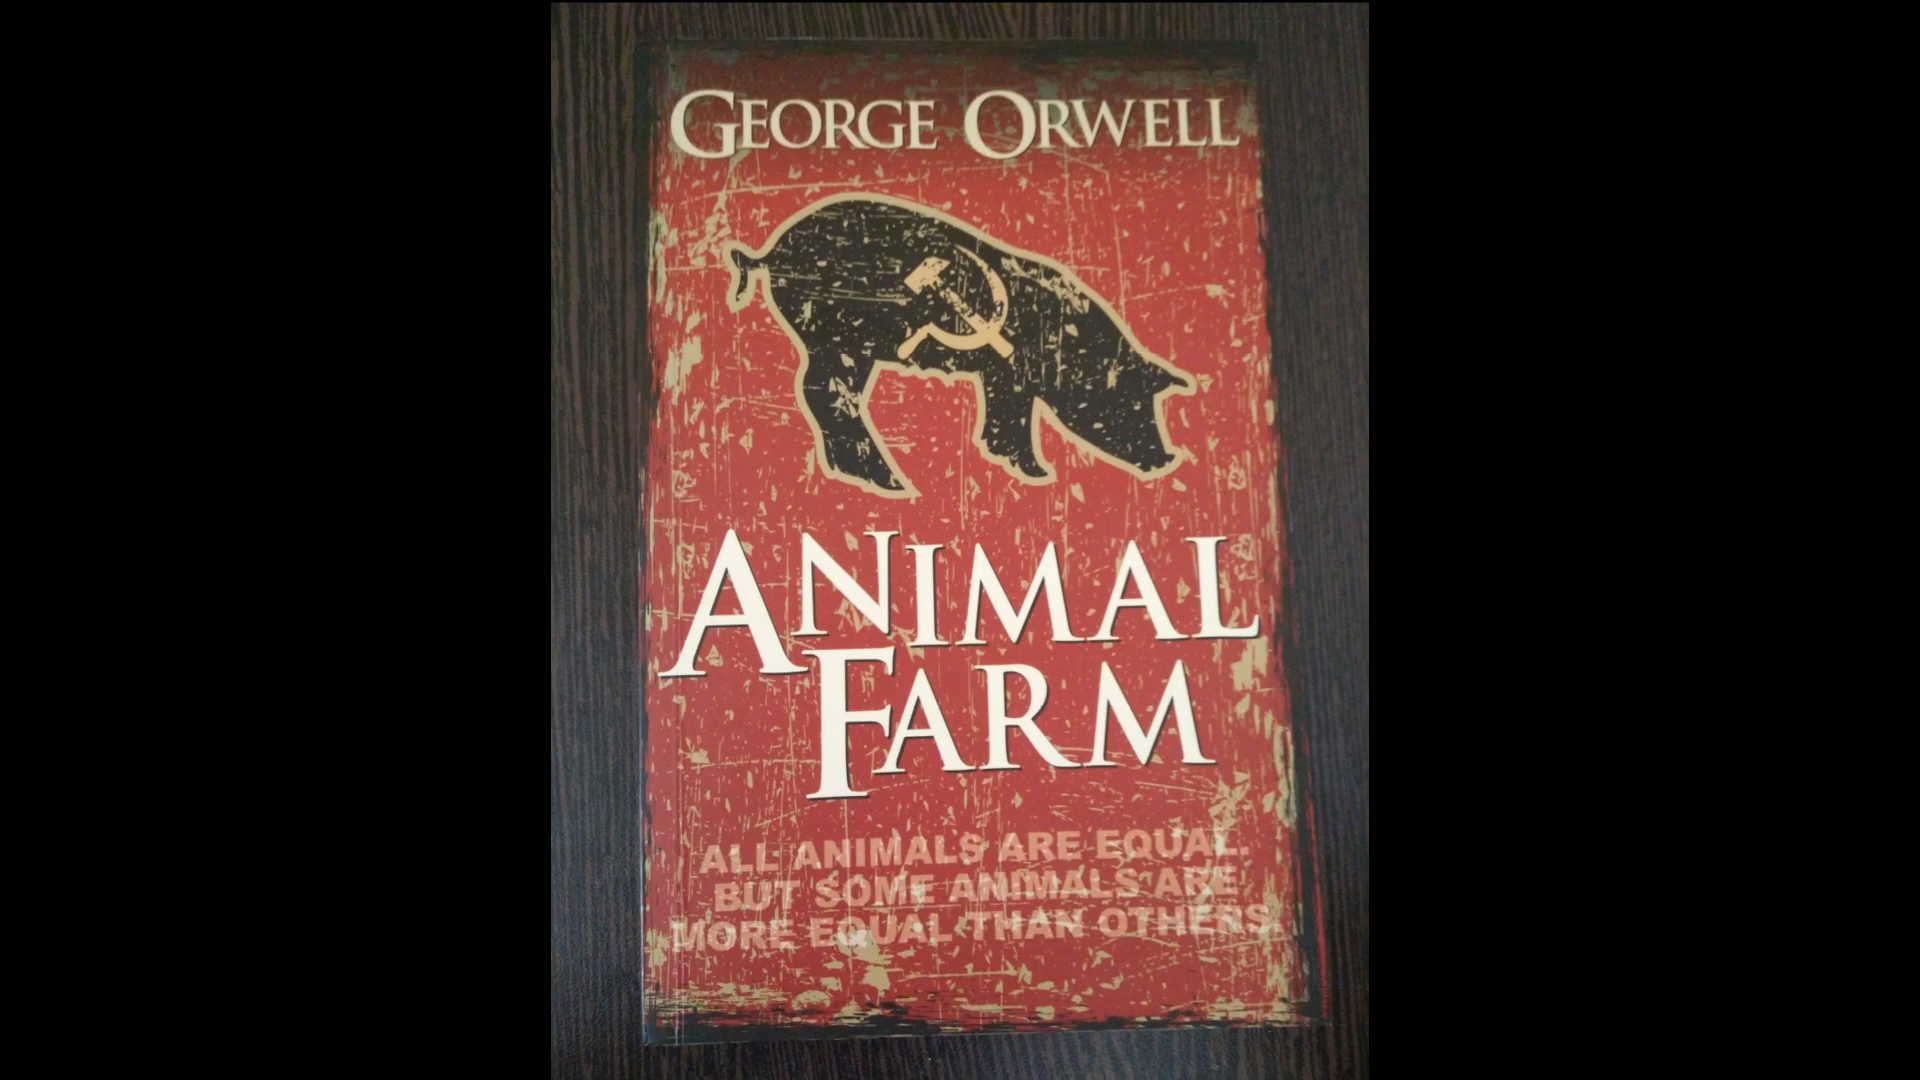 GEORGE ORWELL
ANIMAL
FARM
ALL ANIMALS ARE EQUAL.
BUT SOME ANIMALS ARE
MORE EQUAL THAN OTHERS.